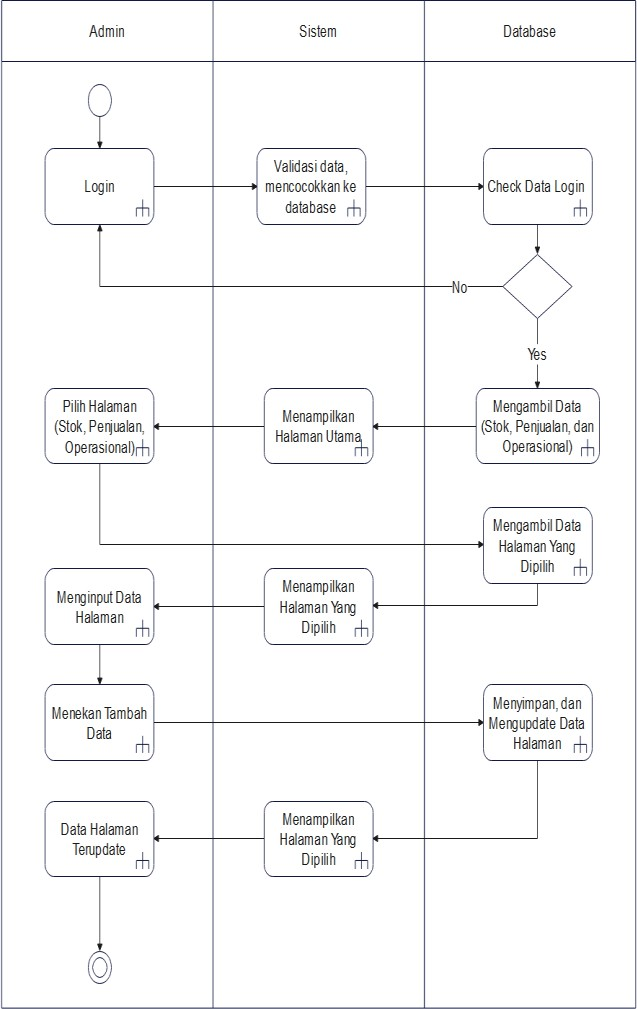 Admin
Sistem
Database
Login
Validasi data,
mencocokkan ke
database
Check Data Login
No
Yes
Pilih Halaman
(Stok, Penjualan,
Operasional)
Menampilkan
Halaman Utama
Mengambil Data
(Stok, Penjualan, dan
Operasional)
Mengambil Data
Halaman Yang
Dipilih
Menginput Data
Halaman
Menampilkan
Halaman Yang
Dipilih
Menekan Tambah
Data
Menyimpan, dan
Mengupdate Data
Halaman
Data Halaman
Terupdate
Menampilkan
Halaman Yang
Dipilih